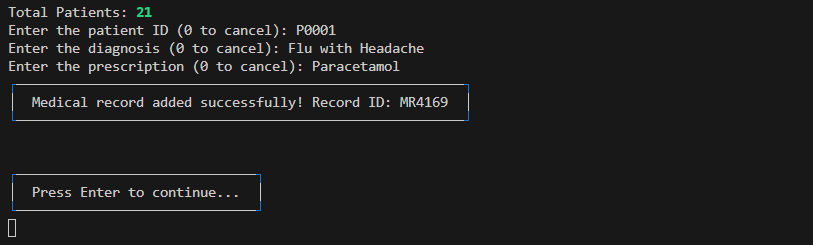 Total Patients: 21
Enter the patient ID (0 to cancel): P0001
Enter the diagnosis (0 to cancel): Flu with Headache
Enter the prescription (0 to cancel): Paracetamol
Medical record added successfully! Record ID: MR4169
Press Enter to continue...